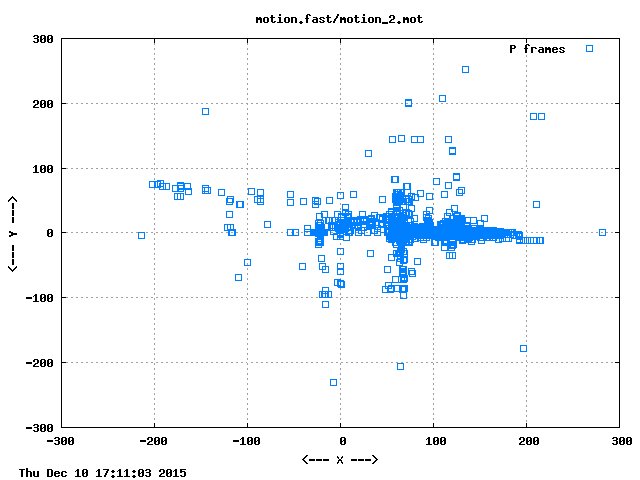 motion.fast/motion_2.mot
P frames
300
200
100
0
-100
-200
-300
<--- Y --->
-300 -200 -100 0 100 200 300
<--- X --->
Thu Dec 10 17:11:03 2015